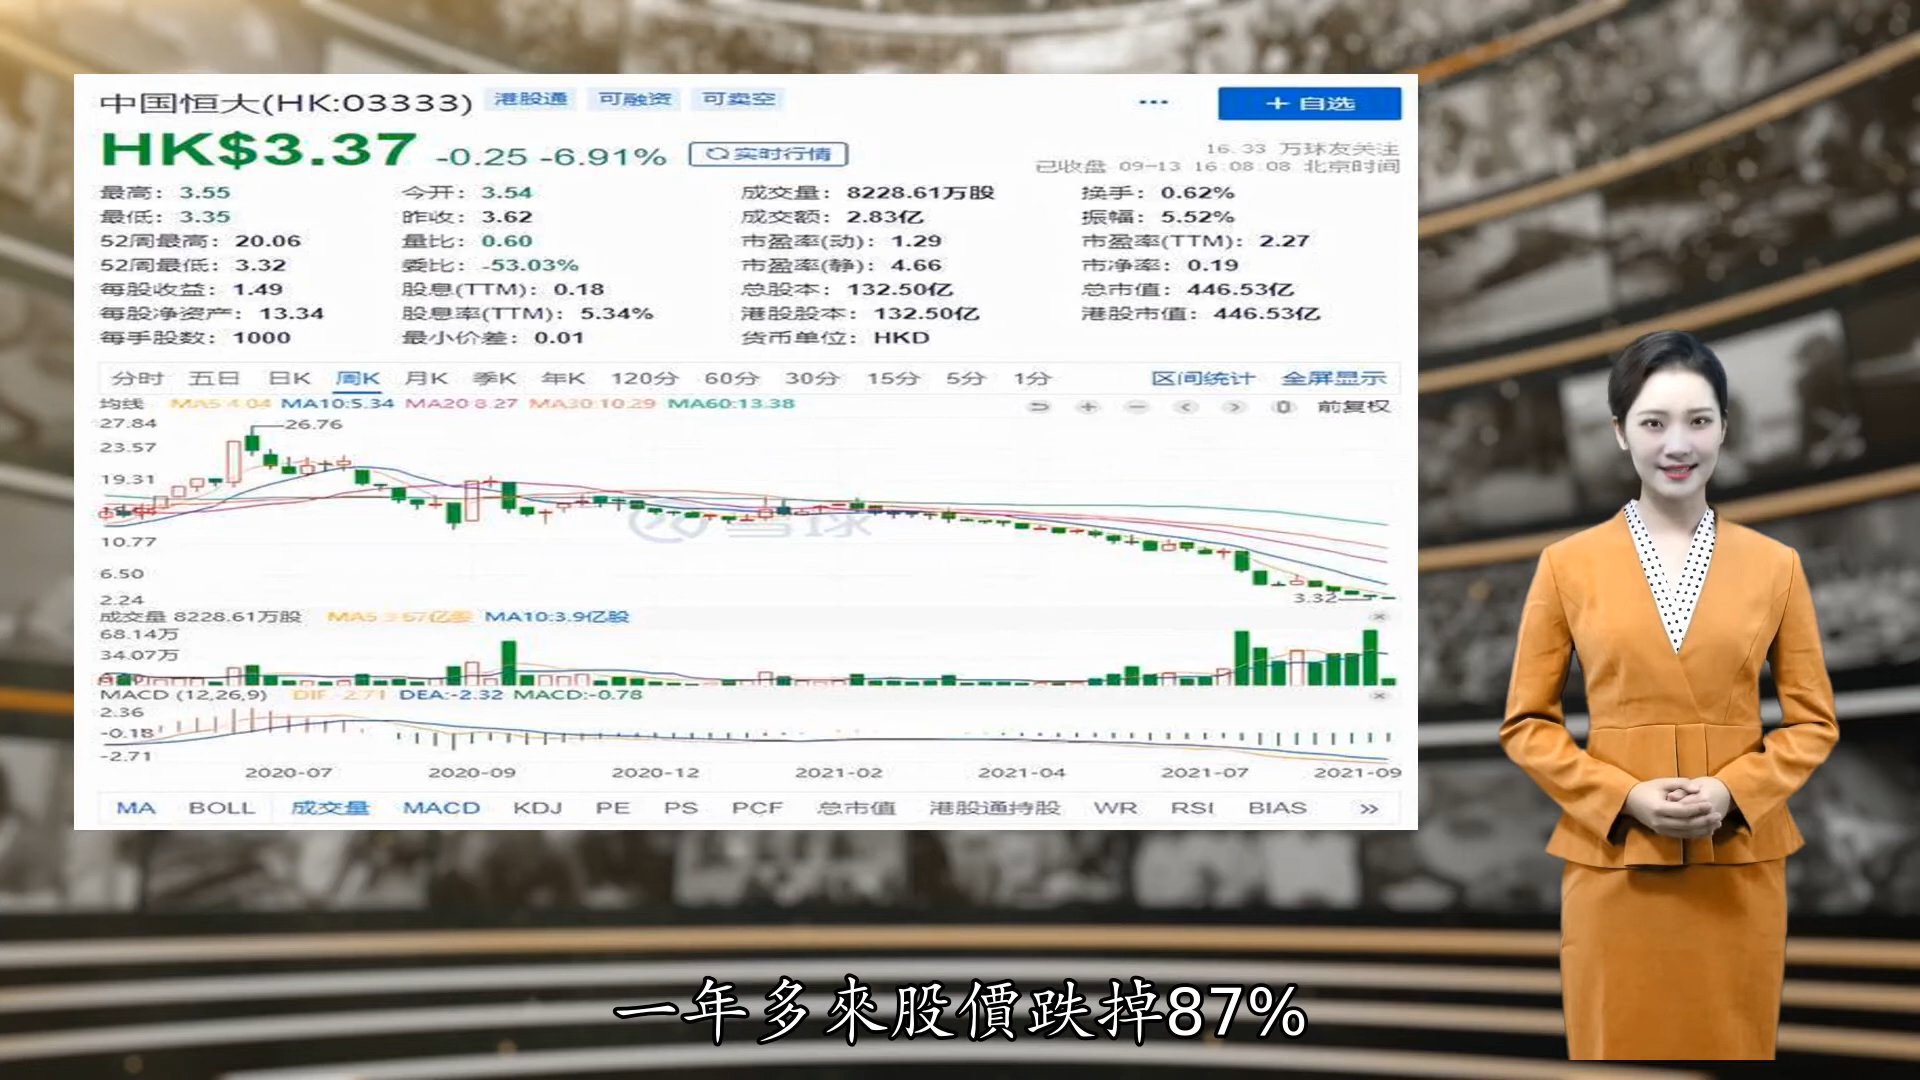 中国恒大(HK:03333) 港股通 可融资 可卖空 ··· + 自选
HK$3.37 -0.25 -6.91% 实时行情
16.33 万球友关注
已收盘 09-13 16:08:08 北京时间
最高: 3.55 今开: 3.54 成交量: 8228.61万股 换手: 0.62%
最低: 3.35 昨收: 3.62 成交额: 2.83亿 振幅: 5.52%
52周最高: 20.06 量比: 0.60 市盈率(动): 1.29 市盈率(TTM): 2.27
52周最低: 3.32 委比: -53.03% 市盈率(静): 4.66 市净率: 0.19
每股收益: 1.49 股息(TTM): 0.18 总股本: 132.50亿 总市值: 446.53亿
每股净资产: 13.34 股息率(TTM): 5.34% 港股股本: 132.50亿 港股市值: 446.53亿
每手股数: 1000 最小价差: 0.01 货币单位: HKD
分时 五日 日K 周K 月K 季K 年K 120分 60分 30分 15分 5分 1分 区间统计 全屏显示
均线 MA5:4.04 MA10:5.34 MA20:8.27 MA30:10.29 MA60:13.38 前复权
27.84
26.76
23.57
19.31
雪球
10.77
6.50
2.24
3.32
成交量 8228.61万股 MA5:3.67亿股 MA10:3.9亿股
68.14万
34.07万
MACD (12,26,9) DIF:-2.71 DEA:-2.32 MACD:-0.78
2.36
-0.18
-2.71
2020-07 2020-09 2020-12 2021-02 2021-04 2021-07 2021-09
MA BOLL 成交量 MACD KDJ PE PS PCF 总市值 港股通持股 WR RSI BIAS »
一年多來股價跌掉87%